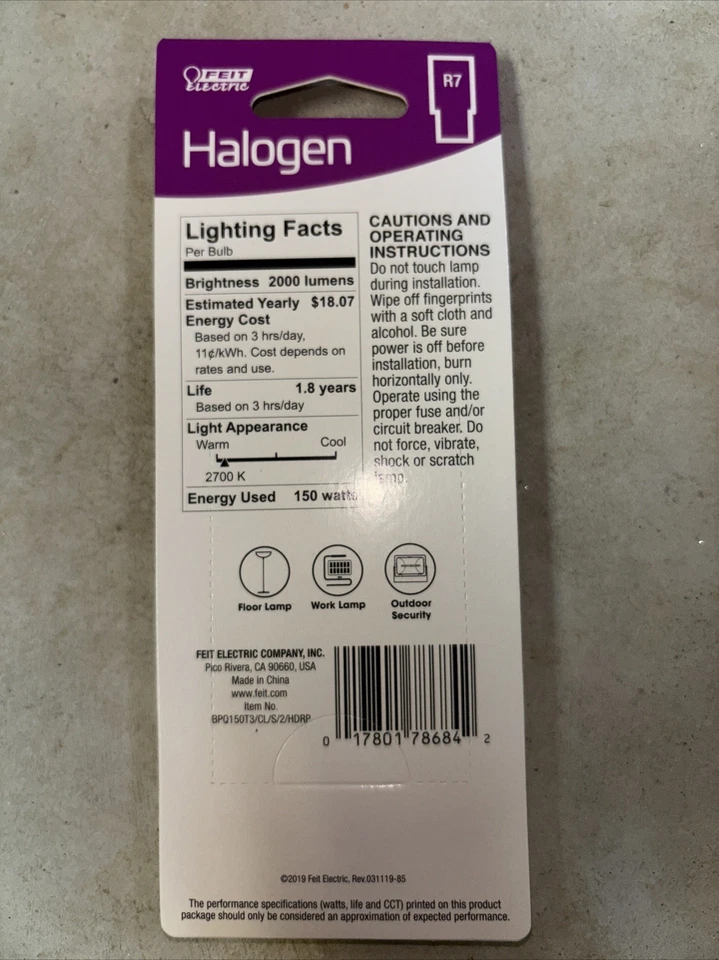 FEIT
electric
R7
Halogen
Lighting Facts
Per Bulb
Brightness 2000 lumens
Estimated Yearly $18.07
Energy Cost
Based on 3 hrs/day,
11¢/kWh. Cost depends on
rates and use.
Life 1.8 years
Based on 3 hrs/day
Light Appearance
Warm Cool
2700 K
Energy Used 150 watts
CAUTIONS AND
OPERATING
INSTRUCTIONS
Do not touch lamp
during installation.
Wipe off fingerprints
with a soft cloth and
alcohol. Be sure
power is off before
installation, burn
horizontally only.
Operate using the
proper fuse and/or
circuit breaker. Do
not force, vibrate,
shock or scratch
lamp.
Floor Lamp
Work Lamp
Outdoor
Security
FEIT ELECTRIC COMPANY, INC.
Pico Rivera, CA 90660, USA
Made in China
www.feit.com
Item No.
BPQ150T3/CL/S/2/HDRP
0 17801 78684 2
©2019 Feit Electric, Rev.031119-85
The performance specifications (watts, life and CCT) printed on this product
package should only be considered an approximation of expected performance.